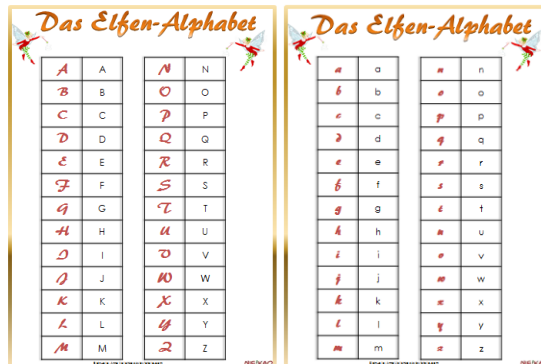 Das Elfen-Alphabet
A A N N
B B O O
C C P P
D D Q Q
E E R R
F F S S
G G T T
H H U U
I I V V
J J W W
K K X X
L L Y Y
M M Z Z
Das Elfen-Alphabet
a a n n
b b o o
c c p p
d d q q
e e r r
f f s s
g g t t
h h u u
i i v v
j j w w
k k x x
l l y y
m m z z